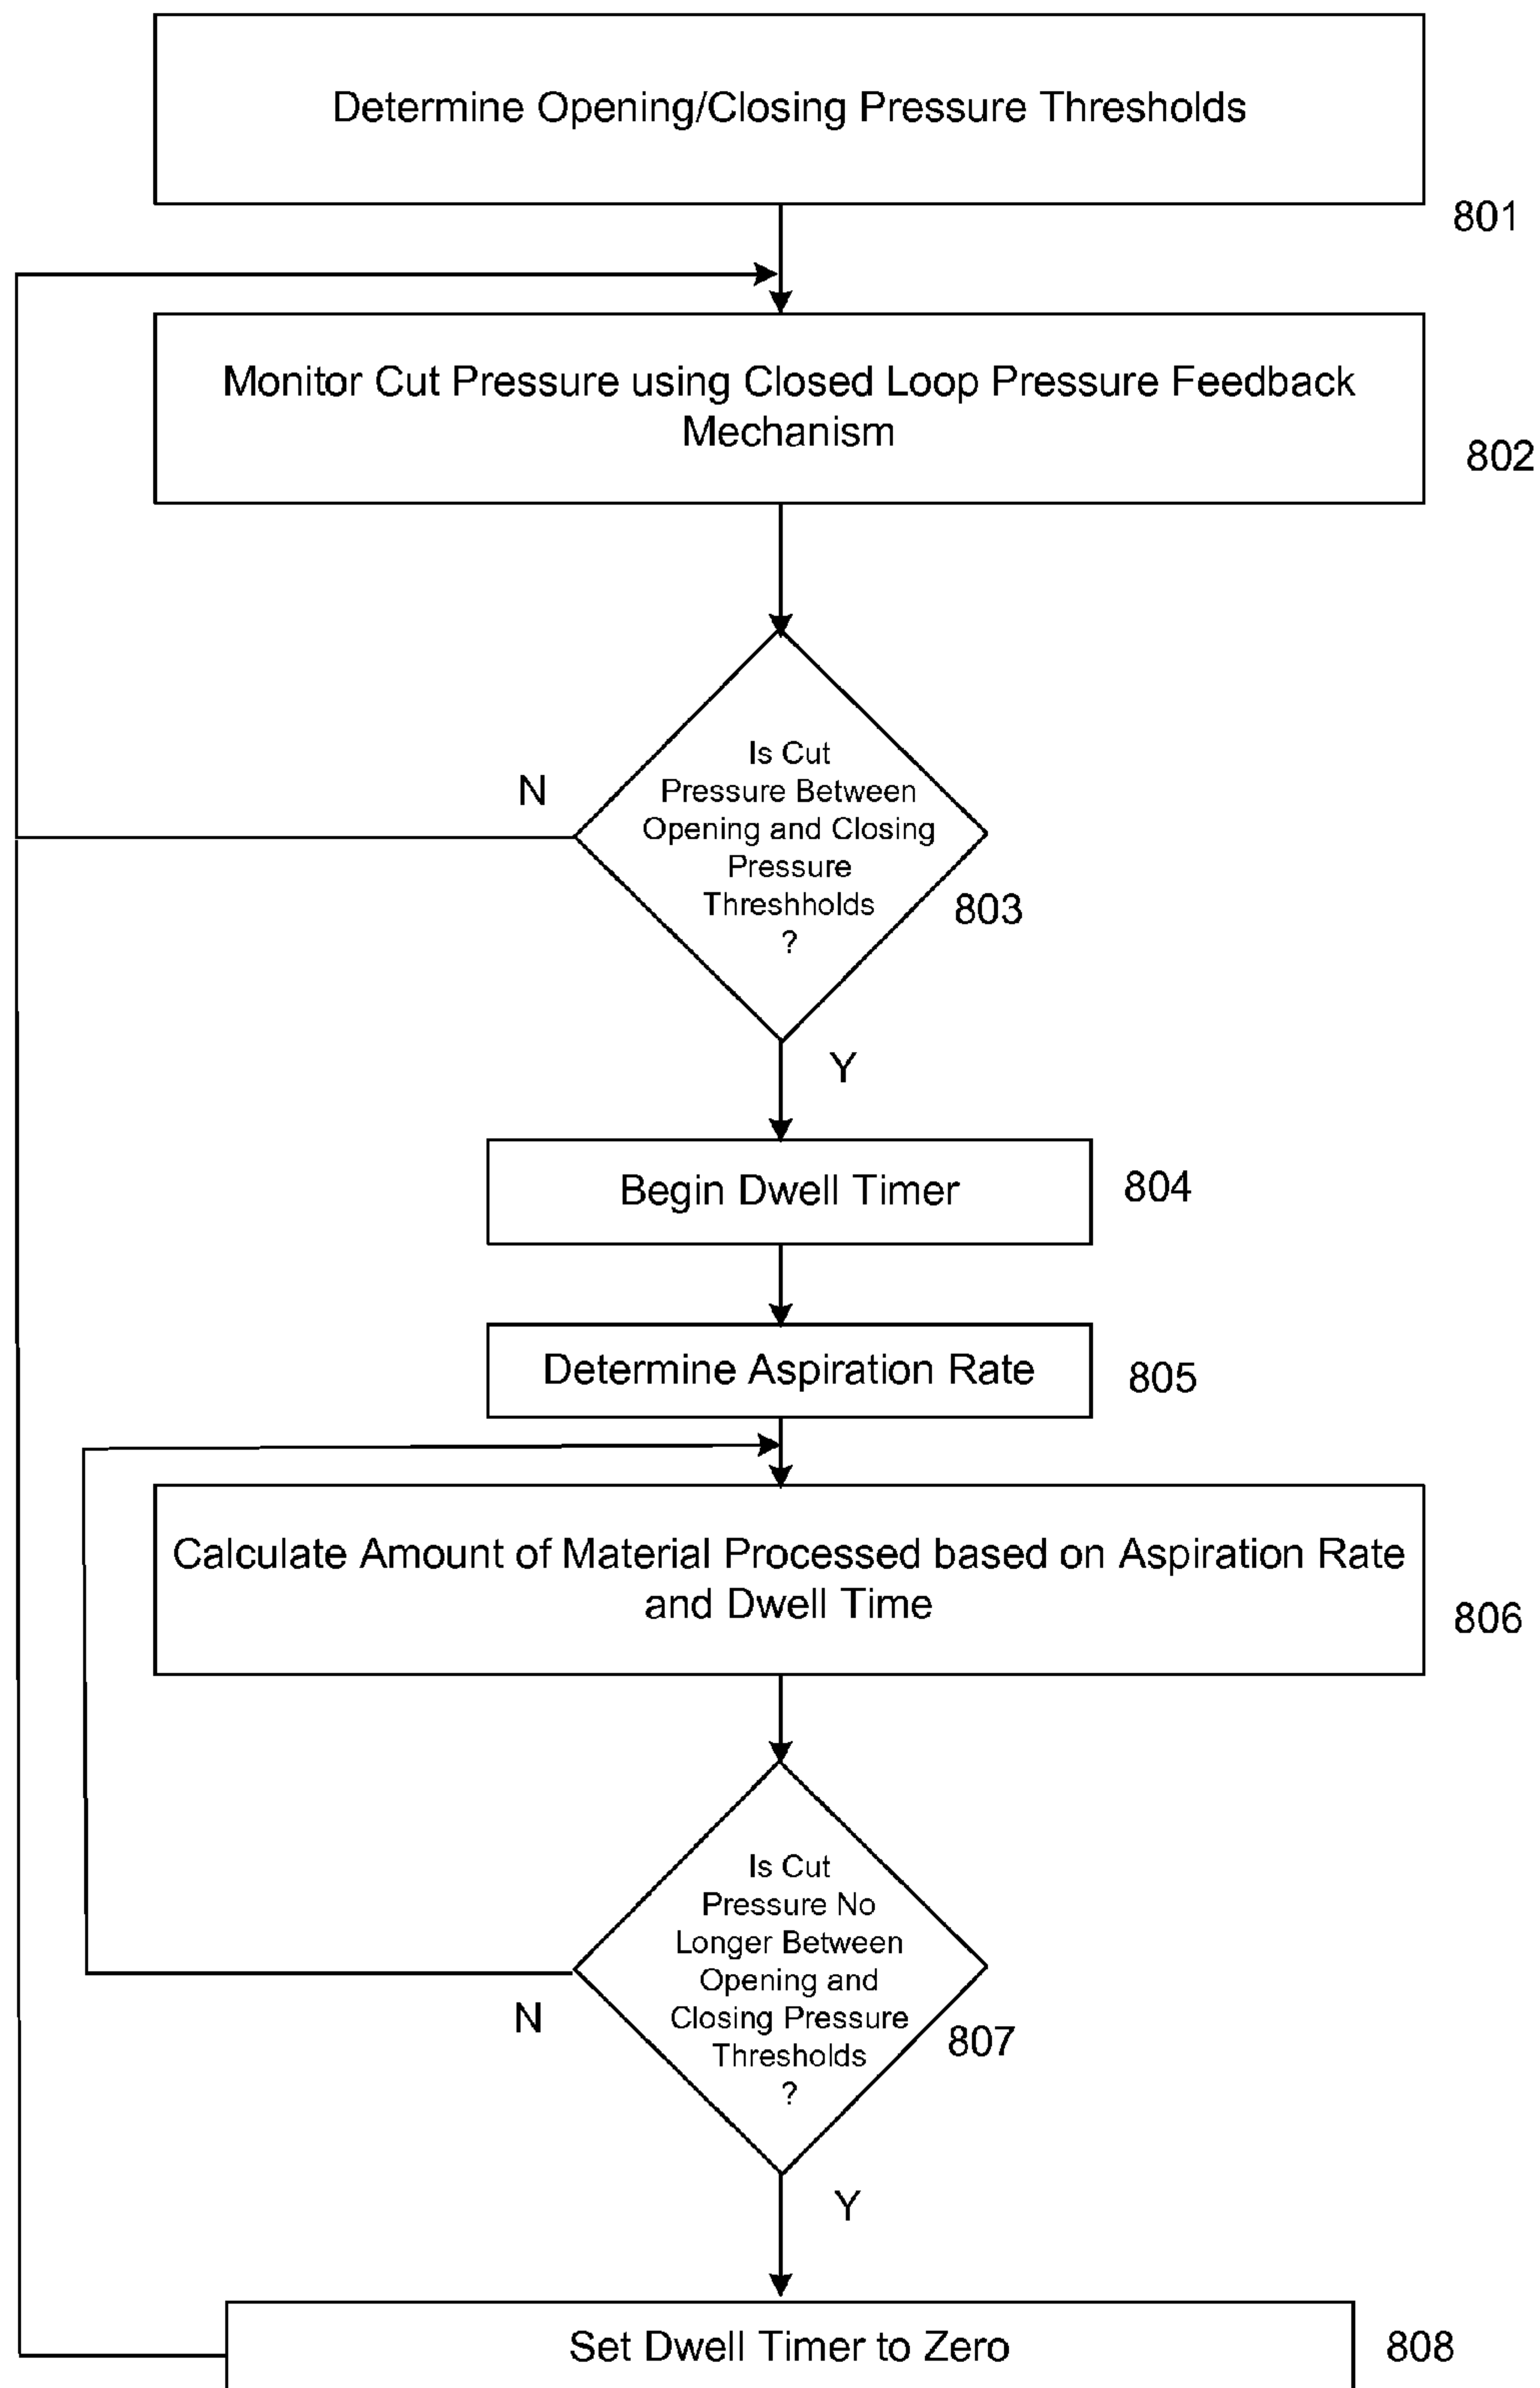 Determine Opening/Closing Pressure Thresholds
801
Monitor Cut Pressure using Closed Loop Pressure Feedback
Mechanism
802
Is Cut
Pressure Between
Opening and Closing
Pressure
Threshholds
?
803
N
Y
Begin Dwell Timer
804
Determine Aspiration Rate
805
Calculate Amount of Material Processed based on Aspiration Rate
and Dwell Time
806
Is Cut
Pressure No
Longer Between
Opening and
Closing Pressure
Thresholds
?
807
N
Y
Set Dwell Timer to Zero
808